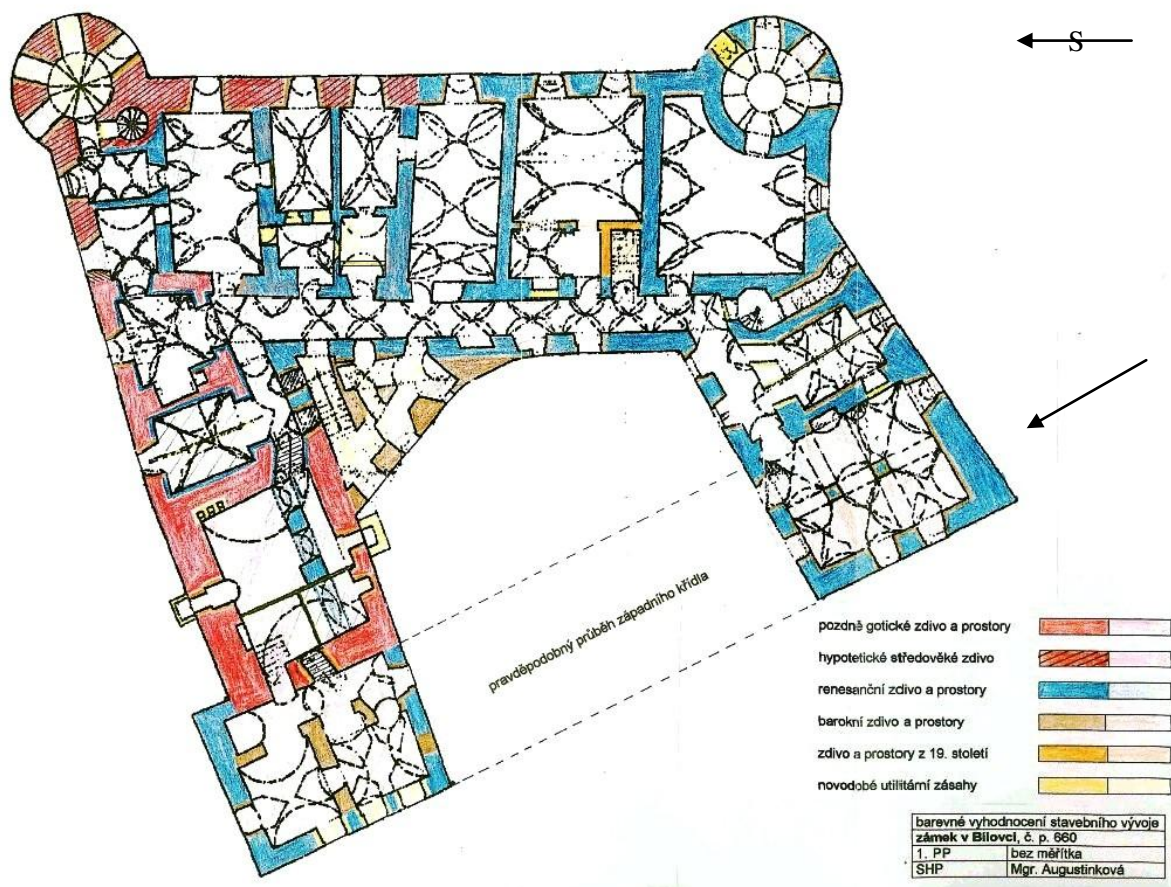 S
pravděpodobný průběh západního křídla
pozdně gotické zdivo a prostory
hypotetické středověké zdivo
renesanční zdivo a prostory
barokní zdivo a prostory
zdivo a prostory z 19. století
novodobé utilitární zásahy
barevné vyhodnocení stavebního vývoje
zámek v Bílovci, č. p. 660
1. PP bez měřítka
SHP Mgr. Augustinková